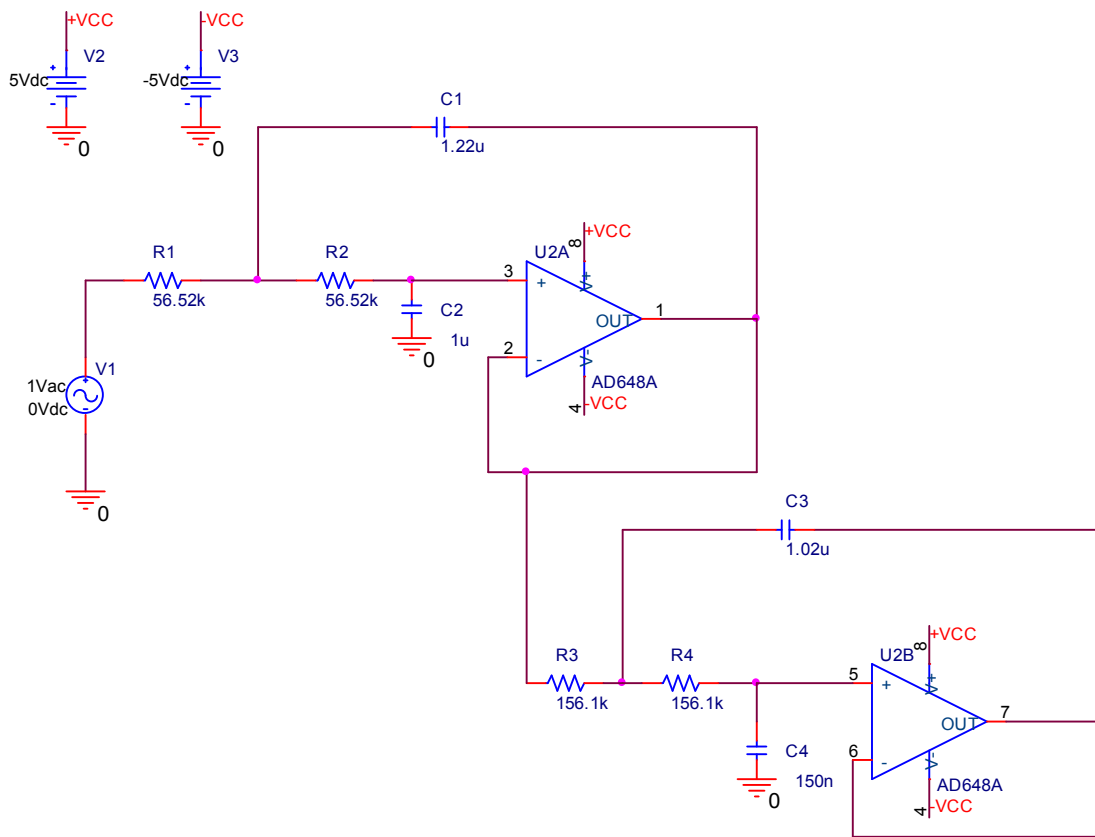 +VCC
-VCC
V2
V3
+
+
5Vdc
-5Vdc
-
-
0
0
C1
1.22u
+VCC
8
R1
R2
U2A
V+
3
+
56.52k
56.52k
C2
1
OUT
1u
0
2
-
V-
V1
+
AD648A
1Vac
0Vdc
-
4
-VCC
0
C3
1.02u
+VCC
8
R3
R4
U2B
V+
5
+
156.1k
156.1k
7
OUT
6
-
V-
C4
150n
0
AD648A
4
-VCC